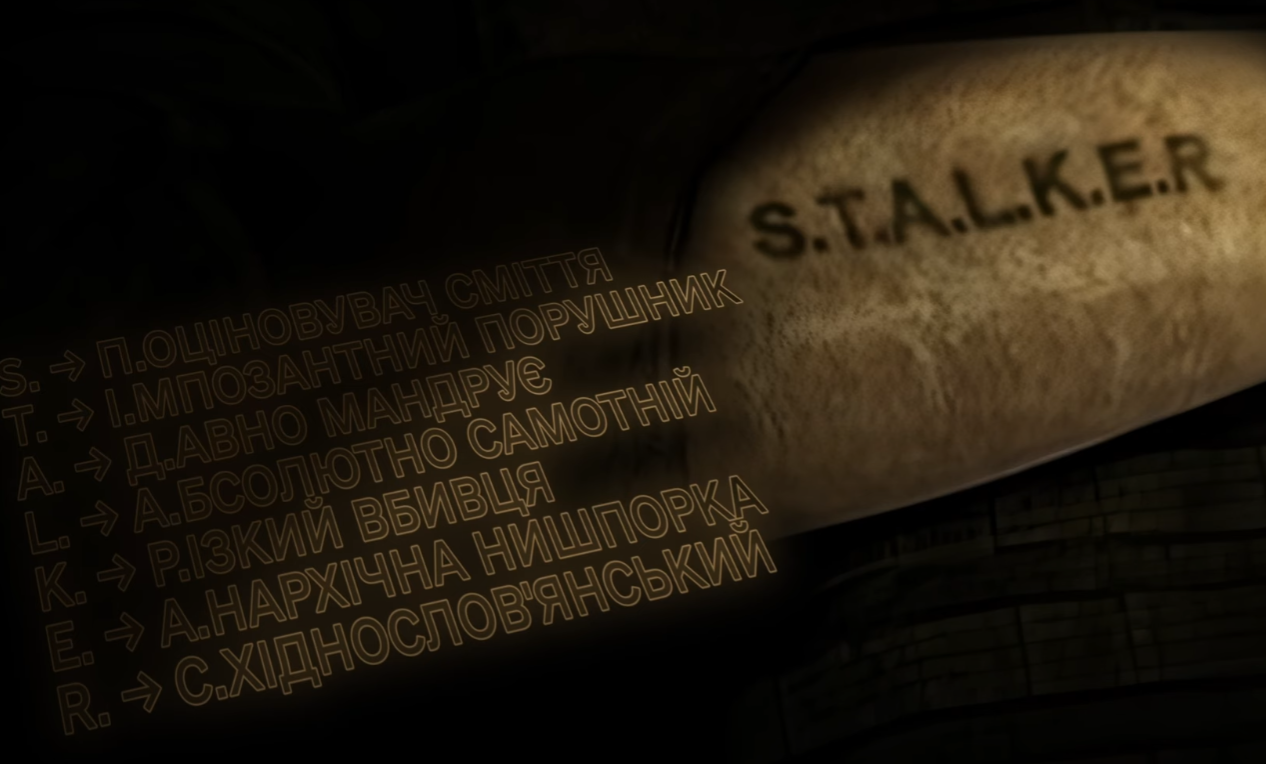 S.T.A.L.K.E.R
S. → П.ОЦІНОВУВАЧ СМІТТЯ
T. → І.МПОЗАНТНИЙ ПОРУШНИК
A. → Д.АВНО МАНДРУЄ
L. → А.БСОЛЮТНО САМОТНІЙ
K. → Р.ІЗКИЙ ВБИВЦЯ
E. → А.НАРХІЧНА НИШПОРКА
R. → С.ХІДНОСЛОВ'ЯНСЬКИЙ